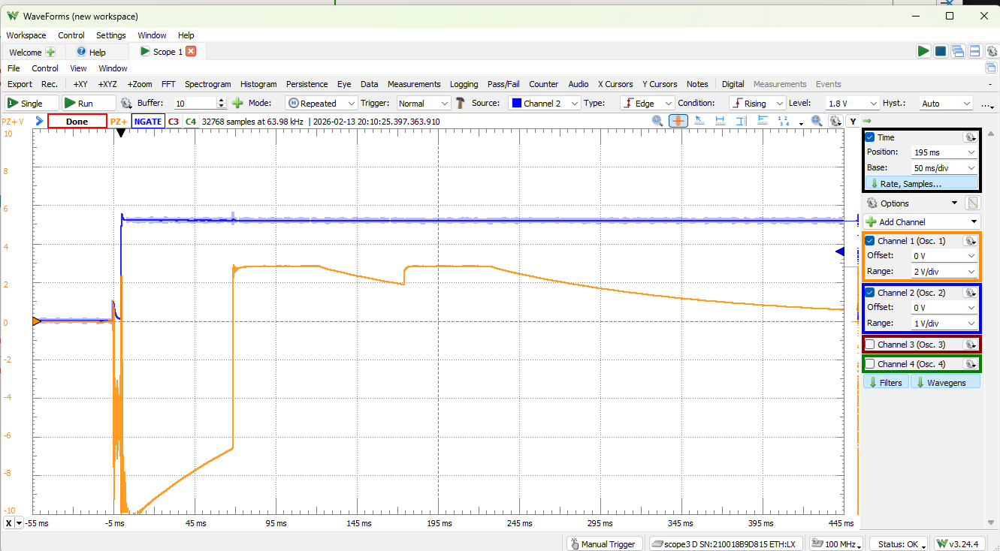 WaveForms (new workspace)
Workspace Control Settings Window Help
Welcome Help Scope 1
File Control View Window
Export Rec. +XY +XYZ +Zoom FFT Spectrogram Histogram Persistence Eye Data Measurements Logging Pass/Fail Counter Audio X Cursors Y Cursors Notes Digital Measurements Events
Single Run Buffer: 10 Mode: Repeated Trigger: Normal Source: Channel 2 Type: Edge Condition: Rising Level: 1.8 V Hyst.: Auto
PZ+ V Done PZ+ NGATE C3 C4 32768 samples at 63.98 kHz | 2026-02-13 20:10:25.397.363.910 Y
10
8
6
4
2
0
-2
-4
-6
-8
-10
X -55 ms -5 ms 45 ms 95 ms 145 ms 195 ms 245 ms 295 ms 345 ms 395 ms 445 ms
Time
Position: 195 ms
Base: 50 ms/div
Rate, Samples...
Options
Add Channel
Channel 1 (Osc. 1)
Offset: 0 V
Range: 2 V/div
Channel 2 (Osc. 2)
Offset: 0 V
Range: 1 V/div
Channel 3 (Osc. 3)
Channel 4 (Osc. 4)
Filters Wavegens
Manual Trigger scope3 D SN:210018B9D815 ETH:LX 100 MHz Status: OK v3.24.4